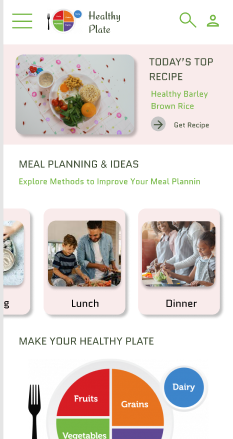 Healthy
Plate
TODAY'S TOP
RECIPE
Healthy Barley
Brown Rice
Get Recipe
MEAL PLANNING & IDEAS
Explore Methods to Improve Your Meal Plannin
g
Lunch
Dinner
MAKE YOUR HEALTHY PLATE
Fruits
Grains
Dairy
Vegetables